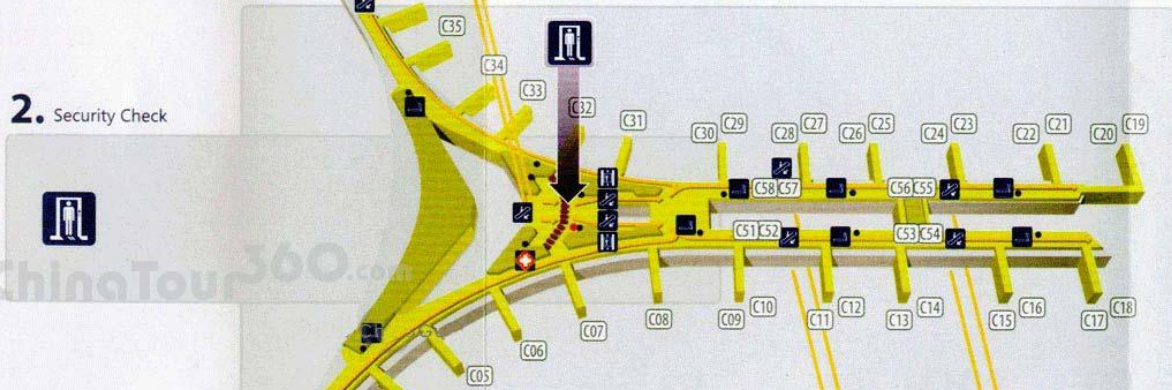 C35
C34
C33
C32
2. Security Check
C31
C30 C29 C28 C27 C26 C25 C24 C23 C22 C21 C20 C19
C58 C57 C56 C55
C51 C52 C53 C54
ChinaTour360.com
C10 C12 C14 C16 C18
C09 C11 C13 C15 C17
C08
C07
C06
C05